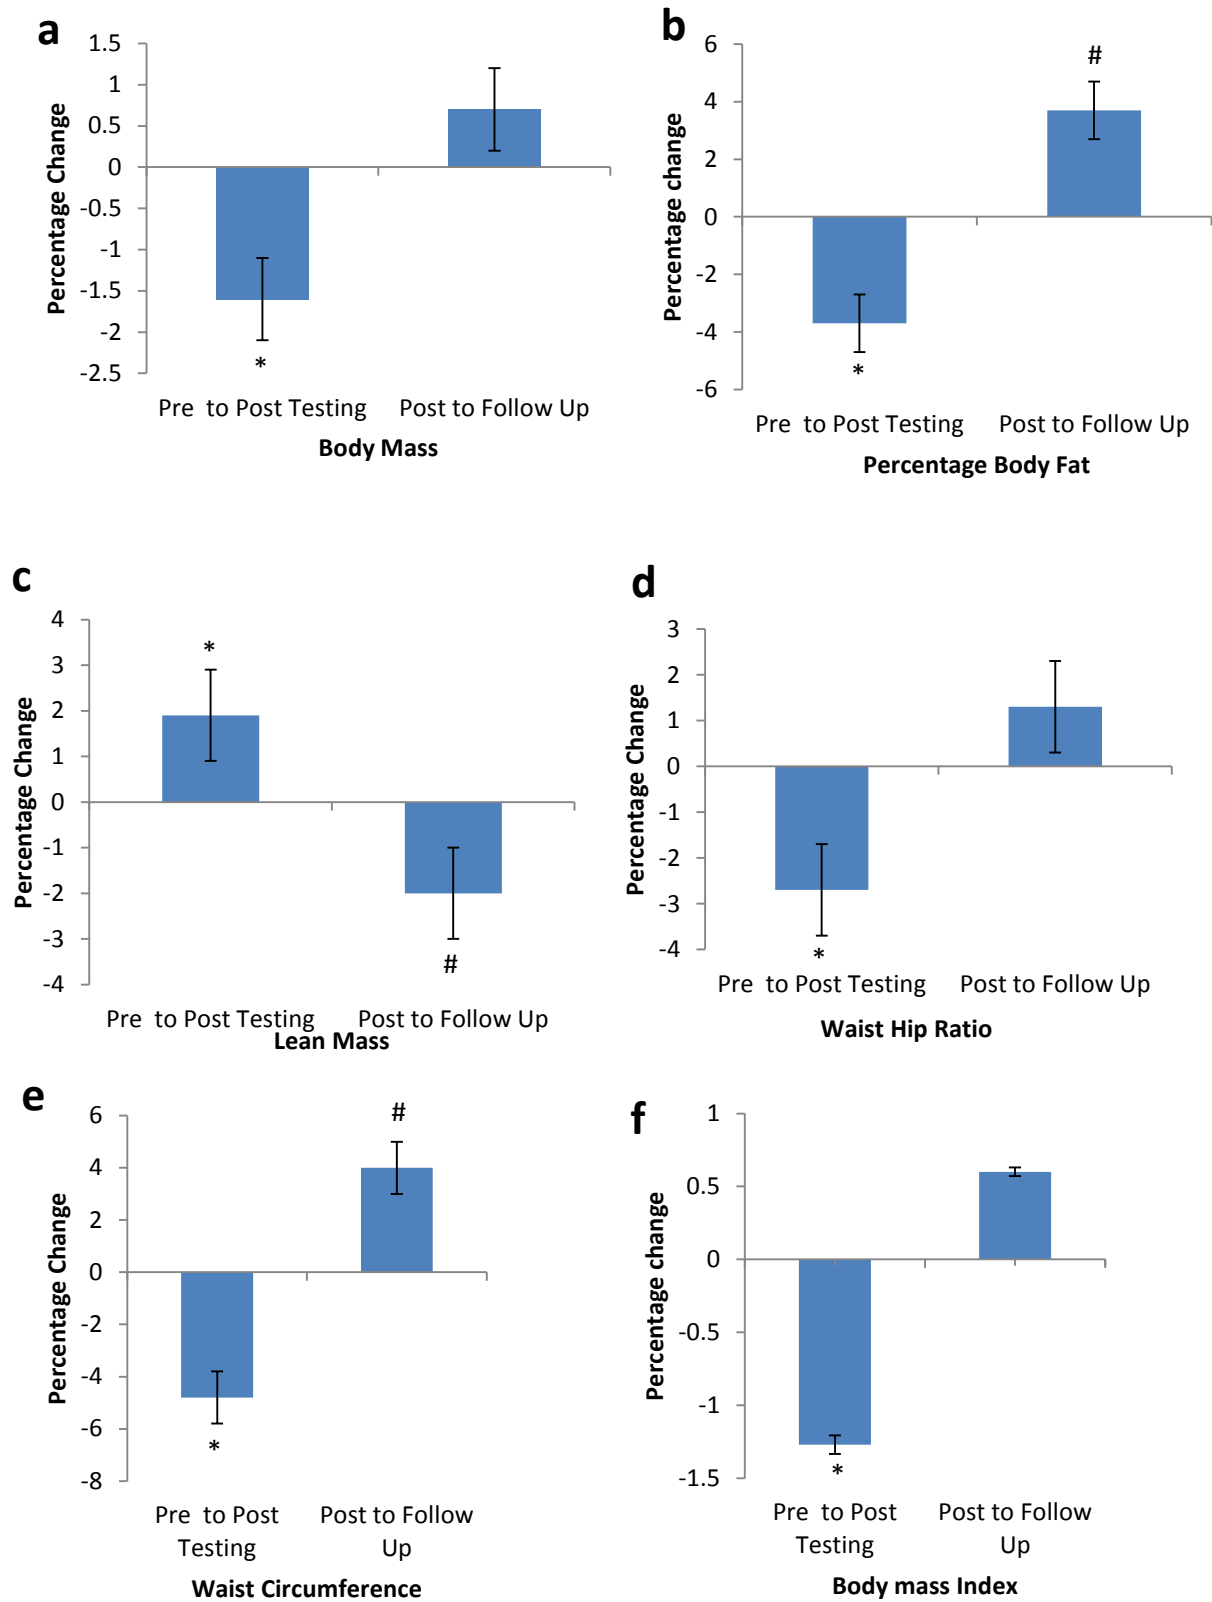 a
1.5
1
0.5
0
-0.5
-1
-1.5
-2
-2.5
Percentage Change
*
Pre to Post Testing Post to Follow Up
Body Mass
b
6
4
2
0
-2
-4
-6
Percentage change
#
*
Pre to Post Testing Post to Follow Up
Percentage Body Fat
c
4
3
2
1
0
-1
-2
-3
-4
Percentage Change
*
#
Pre to Post Testing Post to Follow Up
Lean Mass
d
3
2
1
0
-1
-2
-3
-4
Percentage Change
*
Pre to Post Testing Post to Follow Up
Waist Hip Ratio
e
6
4
2
0
-2
-4
-6
-8
Percentage Change
#
*
Pre to Post Testing
Post to Follow Up
Waist Circumference
f
1
0.5
0
-0.5
-1
-1.5
Percentage change
*
Pre to Post Testing
Post to Follow Up
Body mass Index